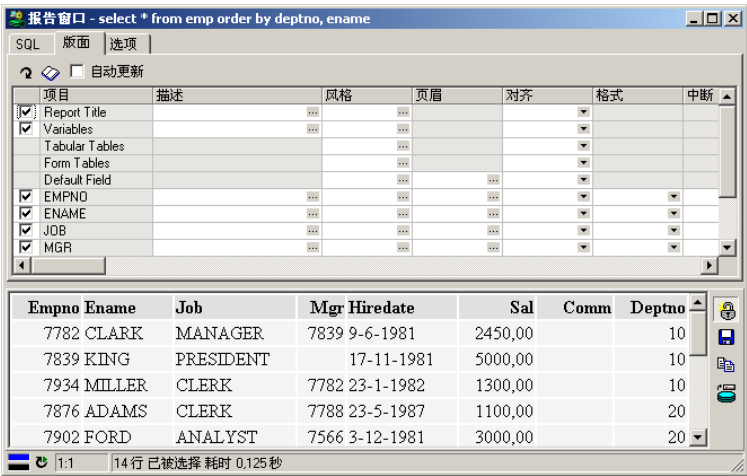 报告窗口 - select * from emp order by deptno, ename
SQL 版面 选项
自动更新
项目 描述 风格 页眉 对齐 格式 中断
Report Title
Variables
Tabular Tables
Form Tables
Default Field
EMPNO
ENAME
JOB
MGR
Empno Ename Job Mgr Hiredate Sal Comm Deptno
7782 CLARK MANAGER 7839 9-6-1981 2450,00 10
7839 KING PRESIDENT 17-11-1981 5000,00 10
7934 MILLER CLERK 7782 23-1-1982 1300,00 10
7876 ADAMS CLERK 7788 23-5-1987 1100,00 20
7902 FORD ANALYST 7566 3-12-1981 3000,00 20
1:1 14行 已被选择 耗时 0,125秒